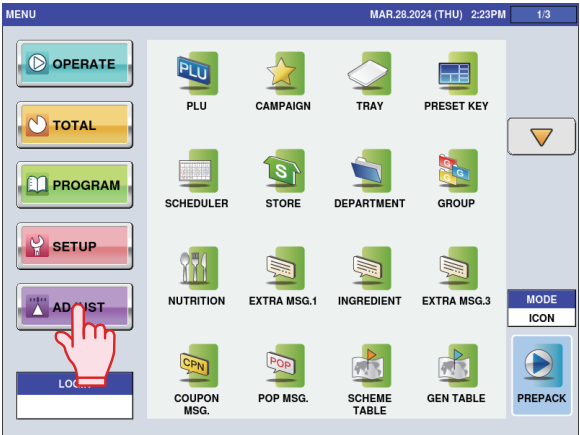 MENU MAR.28.2024 (THU) 2:23PM 1/3
OPERATE
TOTAL
PROGRAM
SETUP
ADJUST
PLU
PLU CAMPAIGN TRAY PRESET KEY
S
G
G
G
SCHEDULER STORE DEPARTMENT GROUP
NUTRITION EXTRA MSG.1 INGREDIENT EXTRA MSG.3
CPN
POP
COUPON MSG. POP MSG. SCHEME TABLE GEN TABLE
MODE
ICON
PREPACK